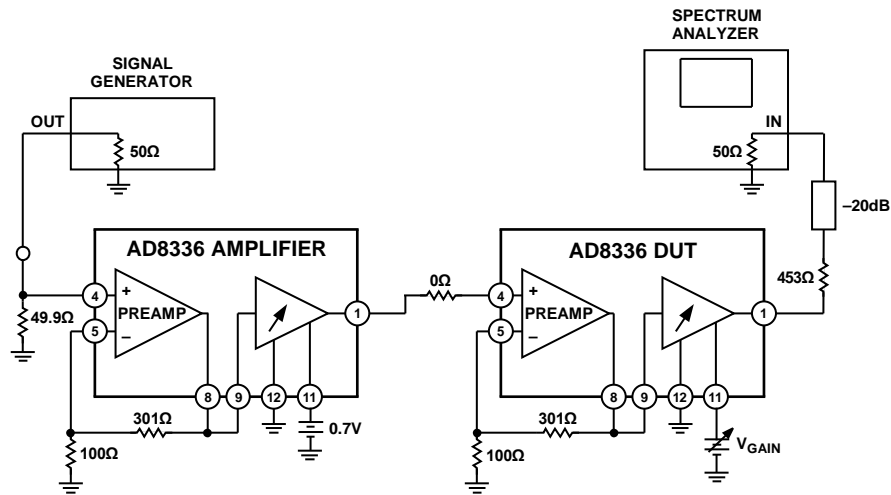 SPECTRUM
ANALYZER
SIGNAL
GENERATOR
OUT
50Ω
IN
50Ω
–20dB
453Ω
AD8336 AMPLIFIER
49.9Ω
4
+
5
–
PREAMP
1
8
9
12
11
301Ω
100Ω
0.7V
0Ω
AD8336 DUT
4
+
5
–
PREAMP
1
8
9
12
11
301Ω
100Ω
VGAIN